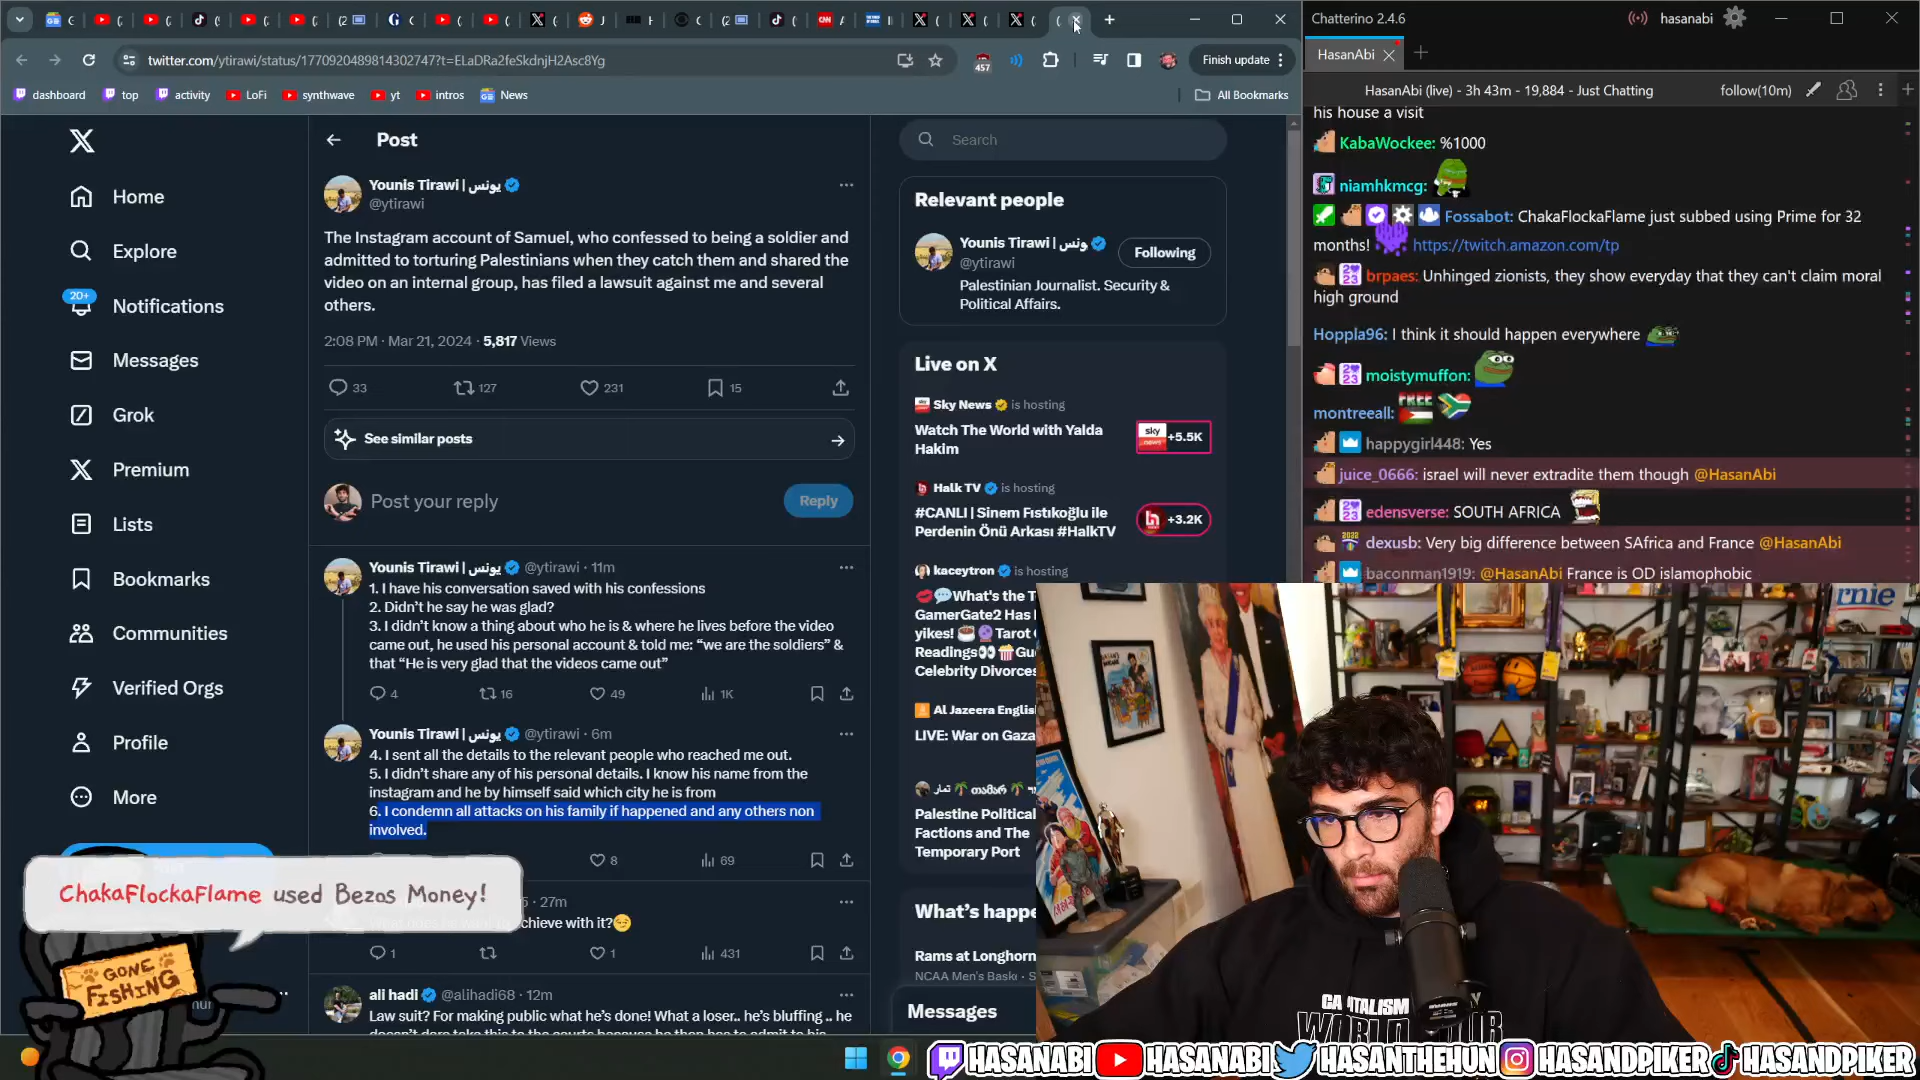 twitter.com/ytirawi/status/1770920489814302747?t=ELaDRa2feSkdnjH2Asc8Yg
457
Finish update
dashboard
top
activity
LoFi
synthwave
yt
intros
News
All Bookmarks
Home
Explore
20+
Notifications
Messages
Grok
Premium
Lists
Bookmarks
Communities
Verified Orgs
Profile
More
Post
Younis Tirawi | يونس
@ytirawi
The Instagram account of Samuel, who confessed to being a soldier and
admitted to torturing Palestinians when they catch them and shared the
video on an internal group, has filed a lawsuit against me and several
others.
2:08 PM · Mar 21, 2024 · 5,817 Views
33
127
231
15
See similar posts
Post your reply
Reply
Younis Tirawi | يونس @ytirawi · 11m
1. I have his conversation saved with his confessions
2. Didn't he say he was glad?
3. I didn't know a thing about who he is & where he lives before the video
came out, he used his personal account & told me: “we are the soldiers” &
that “He is very glad that the videos came out”
4
16
49
1K
Younis Tirawi | يونس @ytirawi · 6m
4. I sent all the details to the relevant people who reached me out.
5. I didn't share any of his personal details. I know his name from the
instagram and he by himself said which city he is from
6. I condemn all attacks on his family if happened and any others non
involved.
8
69
27m
chieve with it?
1
1
431
ali hadi @alihadi68 · 12m
Law suit? For making public what he's done! What a loser.. he's bluffing .. he
ChakaFlockaFlame used Bezos Money!
GONE
FISHING
Search
Relevant people
Younis Tirawi | يونس
@ytirawi
Following
Palestinian Journalist. Security &
Political Affairs.
Live on X
Sky News is hosting
Watch The World with Yalda
Hakim
sky news
+5.5K
Halk TV is hosting
#CANLI | Sinem Fıstıkoğlu ile
Perdenin Önü Arkası #HalkTV
+3.2K
kaceytron is hosting
What's the T
GamerGate2 Has
yikes! Tarot
Readings Gu
Celebrity Divorces
Al Jazeera Englis
LIVE: War on Gaza
Palestine Political
Factions and The
Temporary Port
What's happe
Rams at Longhorn
NCAA Men's Bask
Messages
Chatterino 2.4.6
hasanabi
HasanAbi
HasanAbi (live) - 3h 43m - 19,884 - Just Chatting
follow(10m)
his house a visit
KabaWockee: %1000
niamhkmcg:
Fossabot: ChakaFlockaFlame just subbed using Prime for 32
months! https://twitch.amazon.com/tp
brpaes: Unhinged zionists, they show everyday that they can't claim moral
high ground
Hoppla96: I think it should happen everywhere
moistymuffon:
montreeall: FREE
happygirl448: Yes
juice_0666: israel will never extradite them though @HasanAbi
edensverse: SOUTH AFRICA
dexusb: Very big difference between SAfrica and France @HasanAbi
baconman1919: @HasanAbi France is OD islamophobic
ernie
HASANABI HASANABI HASANTHEHUN HASANDPIKER HASANDPIKER